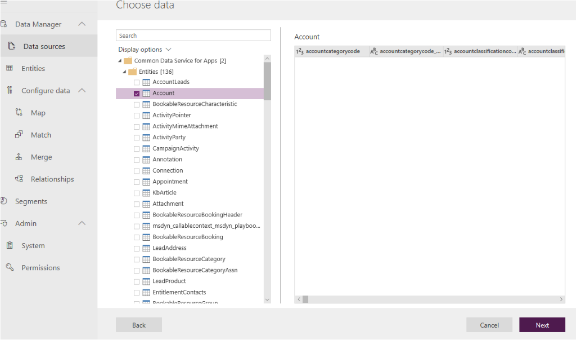 Choose data
Data Manager
Data sources
Entities
Configure data
Map
Match
Merge
Relationships
Segments
Admin
System
Permissions
search
Display options
Common Data Service for Apps [2]
Entities [136]
AccountLeads
Account
BookableResourceCharacteristic
ActivityPointer
ActivityMimeAttachment
ActivityParty
CampaignActivity
Annotation
Connection
Appointment
KbArticle
Attachment
BookableResourceBookingHeader
msdyn_callablecontext_msdyn_playboo...
BookableResourceBooking
LeadAddress
BookableResourceCategory
BookableResourceCategoryAssn
LeadProduct
EntitlementContacts
BookableResourceGroup
Account
accountcategorycode
accountcategorycode_...
accountclassificationco...
accountclassifi
Back
Cancel
Next